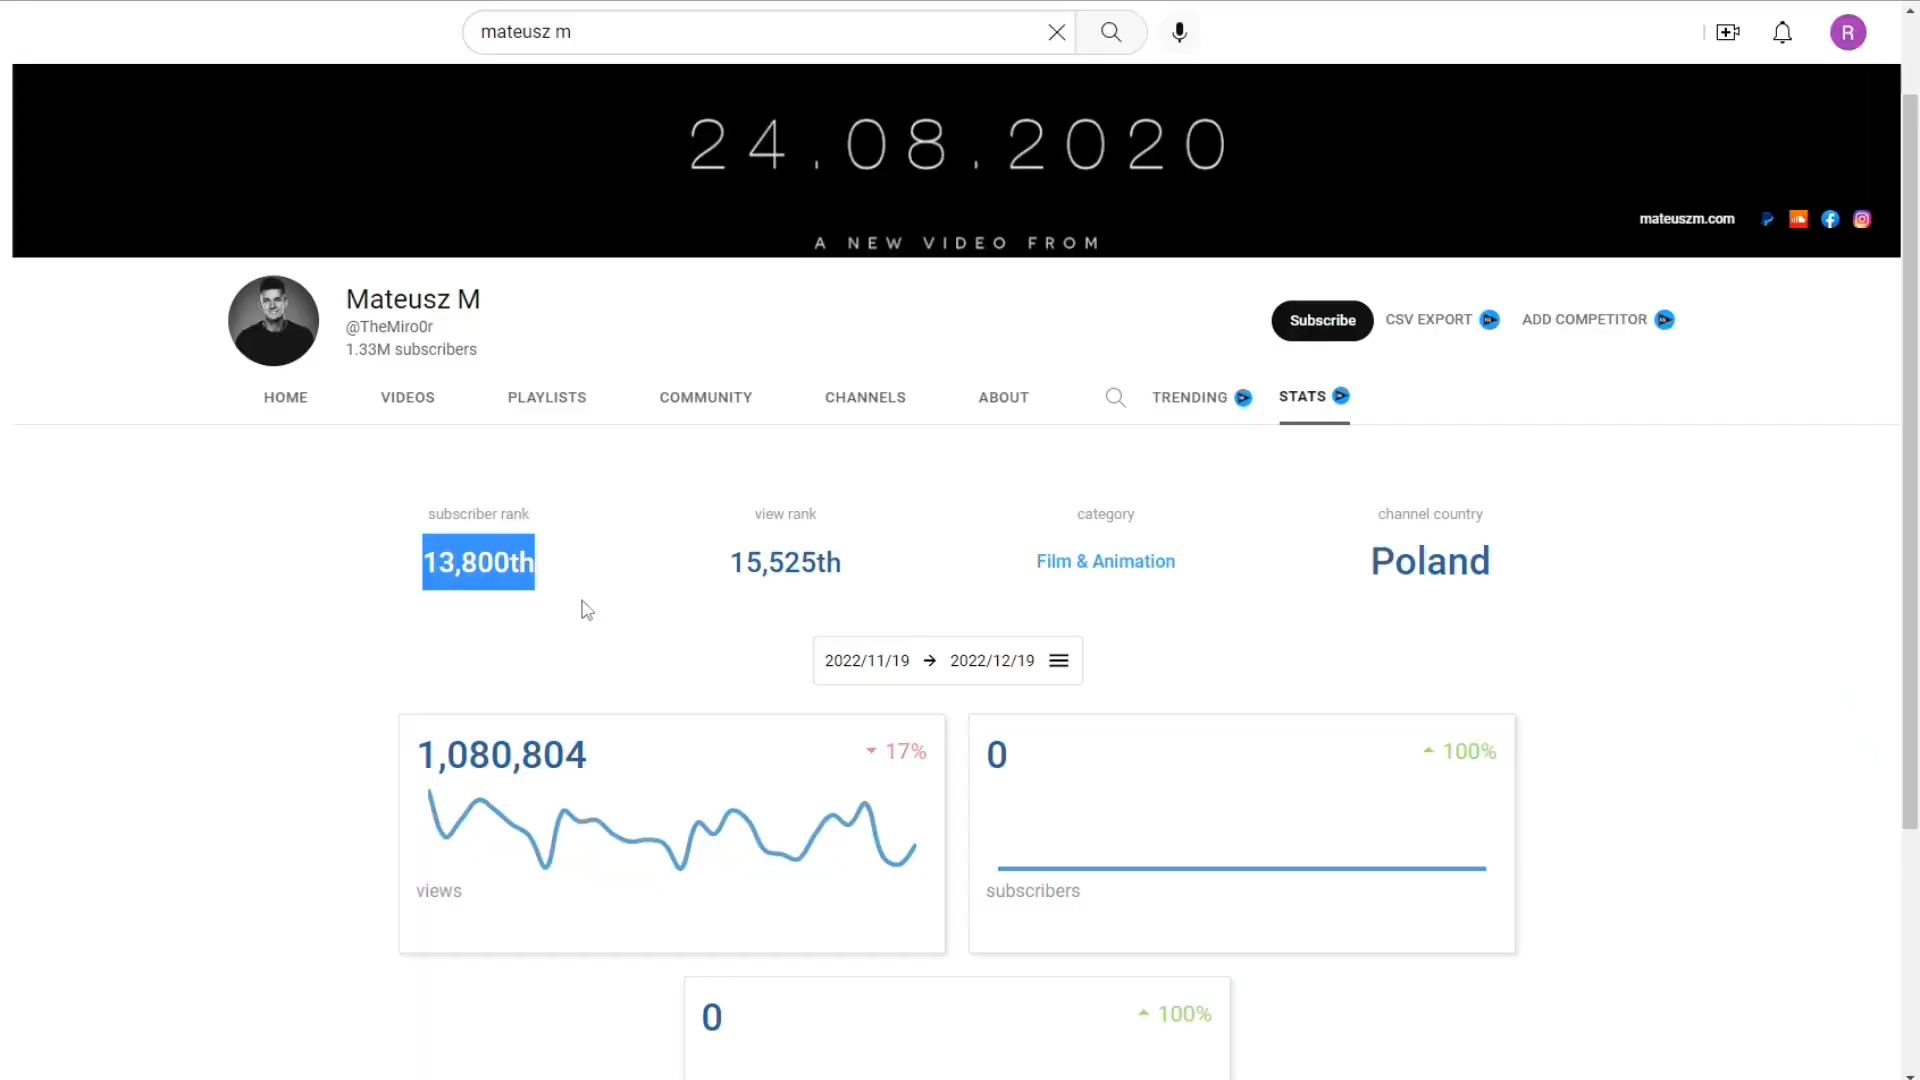 mateusz m
R
24.08.2020
mateuszm.com
A NEW VIDEO FROM
Mateusz M
@TheMiro0r
1.33M subscribers
Subscribe
CSV EXPORT
ADD COMPETITOR
HOME
VIDEOS
PLAYLISTS
COMMUNITY
CHANNELS
ABOUT
TRENDING
STATS
subscriber rank
view rank
category
channel country
13,800th
15,525th
Film & Animation
Poland
2022/11/19 → 2022/12/19
1,080,804
17%
0
100%
views
subscribers
0
100%